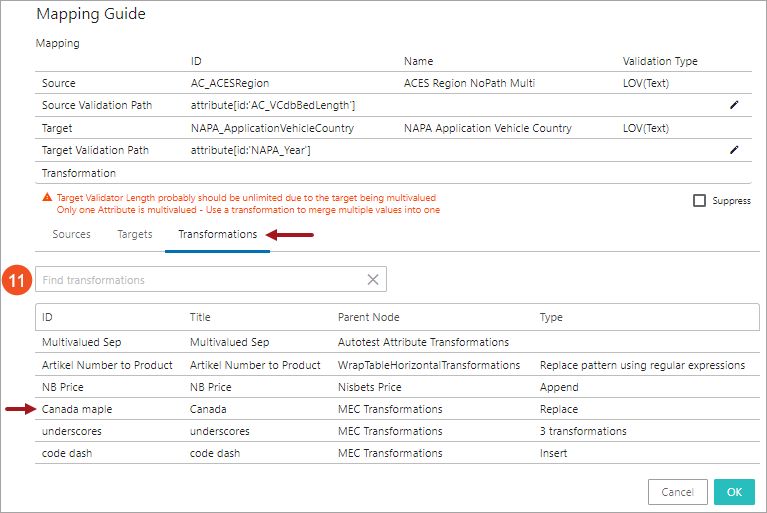 Mapping Guide
Mapping
ID Name Validation Type
Source AC_ACESRegion ACES Region NoPath Multi LOV(Text)
Source Validation Path attribute[id:'AC_VCdbBedLength']
Target NAPA_ApplicationVehicleCountry NAPA Application Vehicle Country LOV(Text)
Target Validation Path attribute[id:'NAPA_Year']
Transformation
Target Validator Length probably should be unlimited due to the target being multivalued
Only one Attribute is multivalued - Use a transformation to merge multiple values into one
Suppress
Sources Targets Transformations
11 Find transformations
ID Title Parent Node Type
Multivalued Sep Multivalued Sep Autotest Attribute Transformations
Artikel Number to Product Artikel Number to Product WrapTableHorizontalTransformations Replace pattern using regular expressions
NB Price NB Price Nisbets Price Append
Canada maple Canada MEC Transformations Replace
underscores underscores MEC Transformations 3 transformations
code dash code dash MEC Transformations Insert
Cancel OK